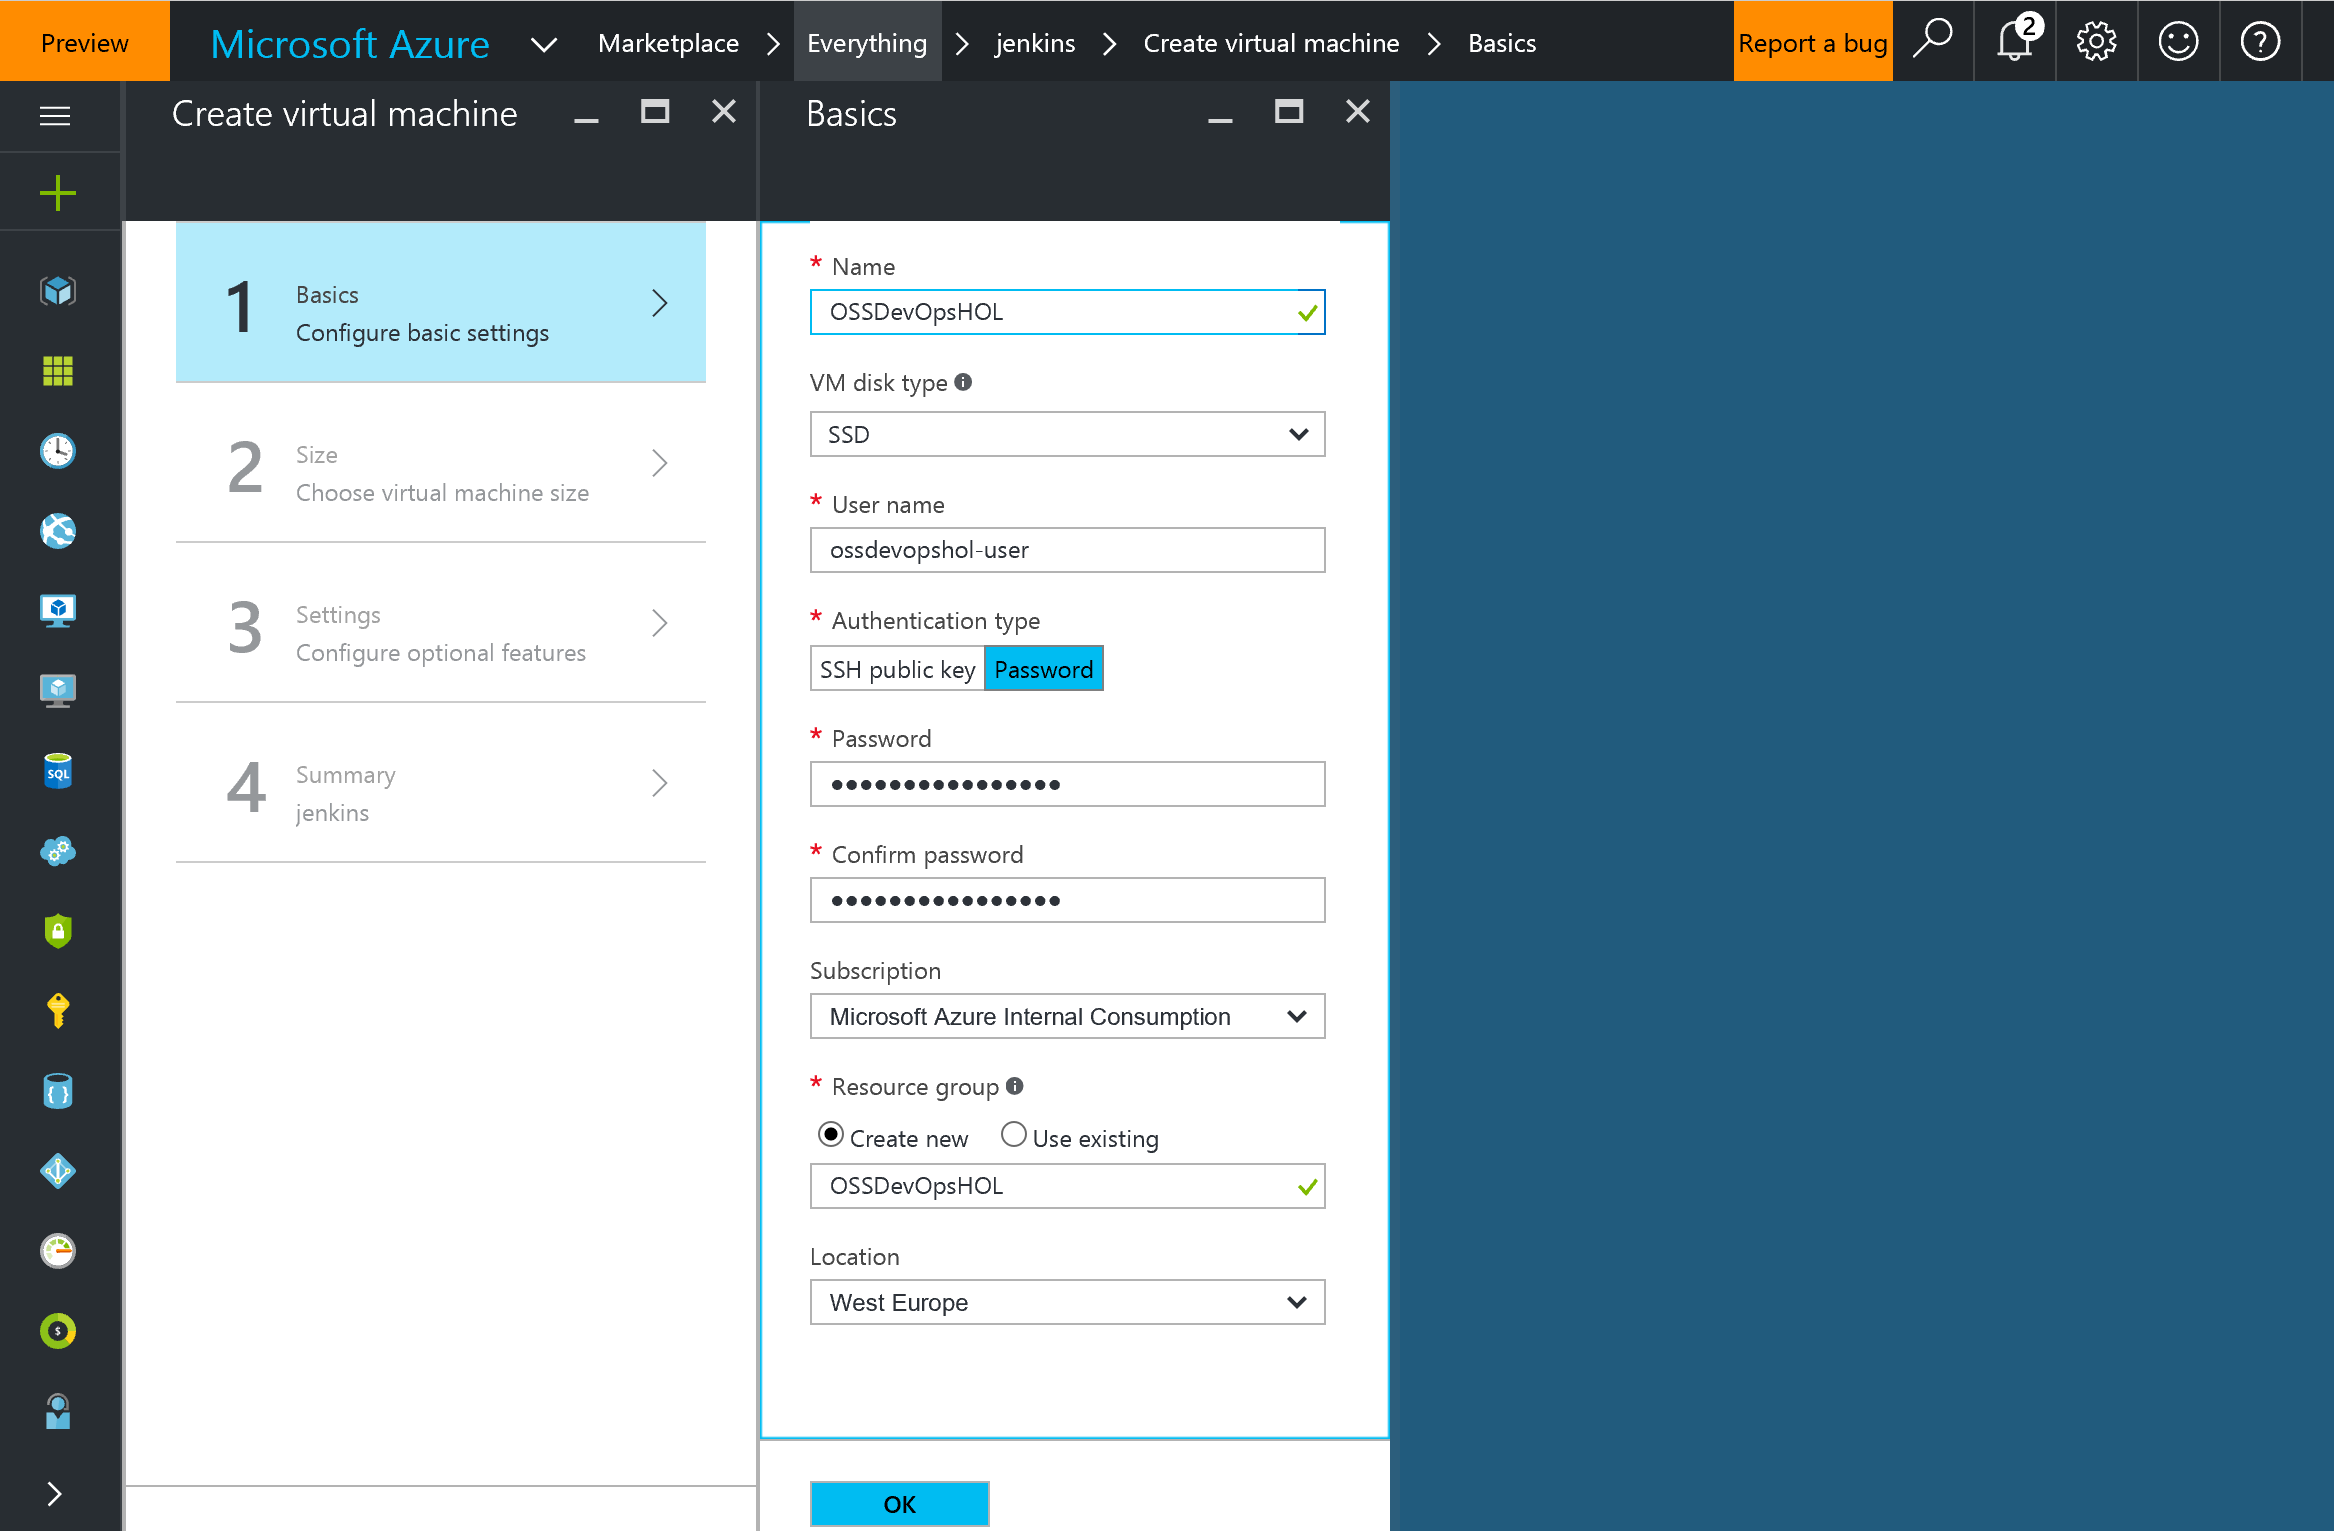 Preview
Microsoft Azure
Marketplace
Everything
jenkins
Create virtual machine
Basics
Report a bug
2
Create virtual machine
1
Basics
Configure basic settings
2
Size
Choose virtual machine size
3
Settings
Configure optional features
4
Summary
jenkins
Basics
* Name
OSSDevOpsHOL
VM disk type
SSD
* User name
ossdevopshol-user
* Authentication type
SSH public key Password
* Password
●●●●●●●●●●●●●●●●
* Confirm password
●●●●●●●●●●●●●●●●
Subscription
Microsoft Azure Internal Consumption
* Resource group
Create new Use existing
OSSDevOpsHOL
Location
West Europe
OK
SQL
{ }
$
?